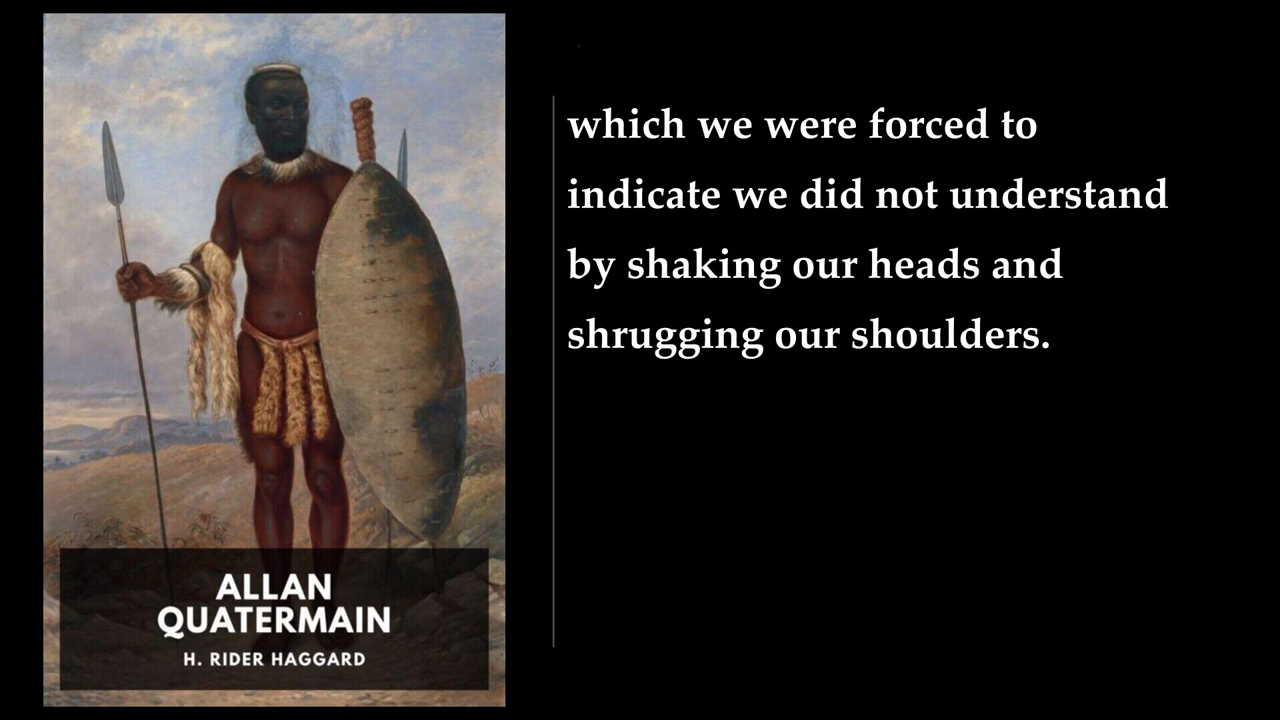 which we were forced to
indicate we did not understand
by shaking our heads and
shrugging our shoulders.
ALLAN
QUATERMAIN
H. RIDER HAGGARD